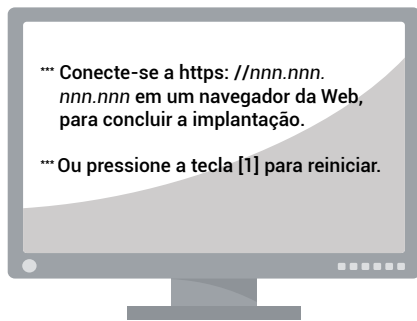 *** Conecte-se a https: //nnn.nnn.
nnn.nnn em um navegador da Web,
para concluir a implantação.
*** Ou pressione a tecla [1] para reiniciar.